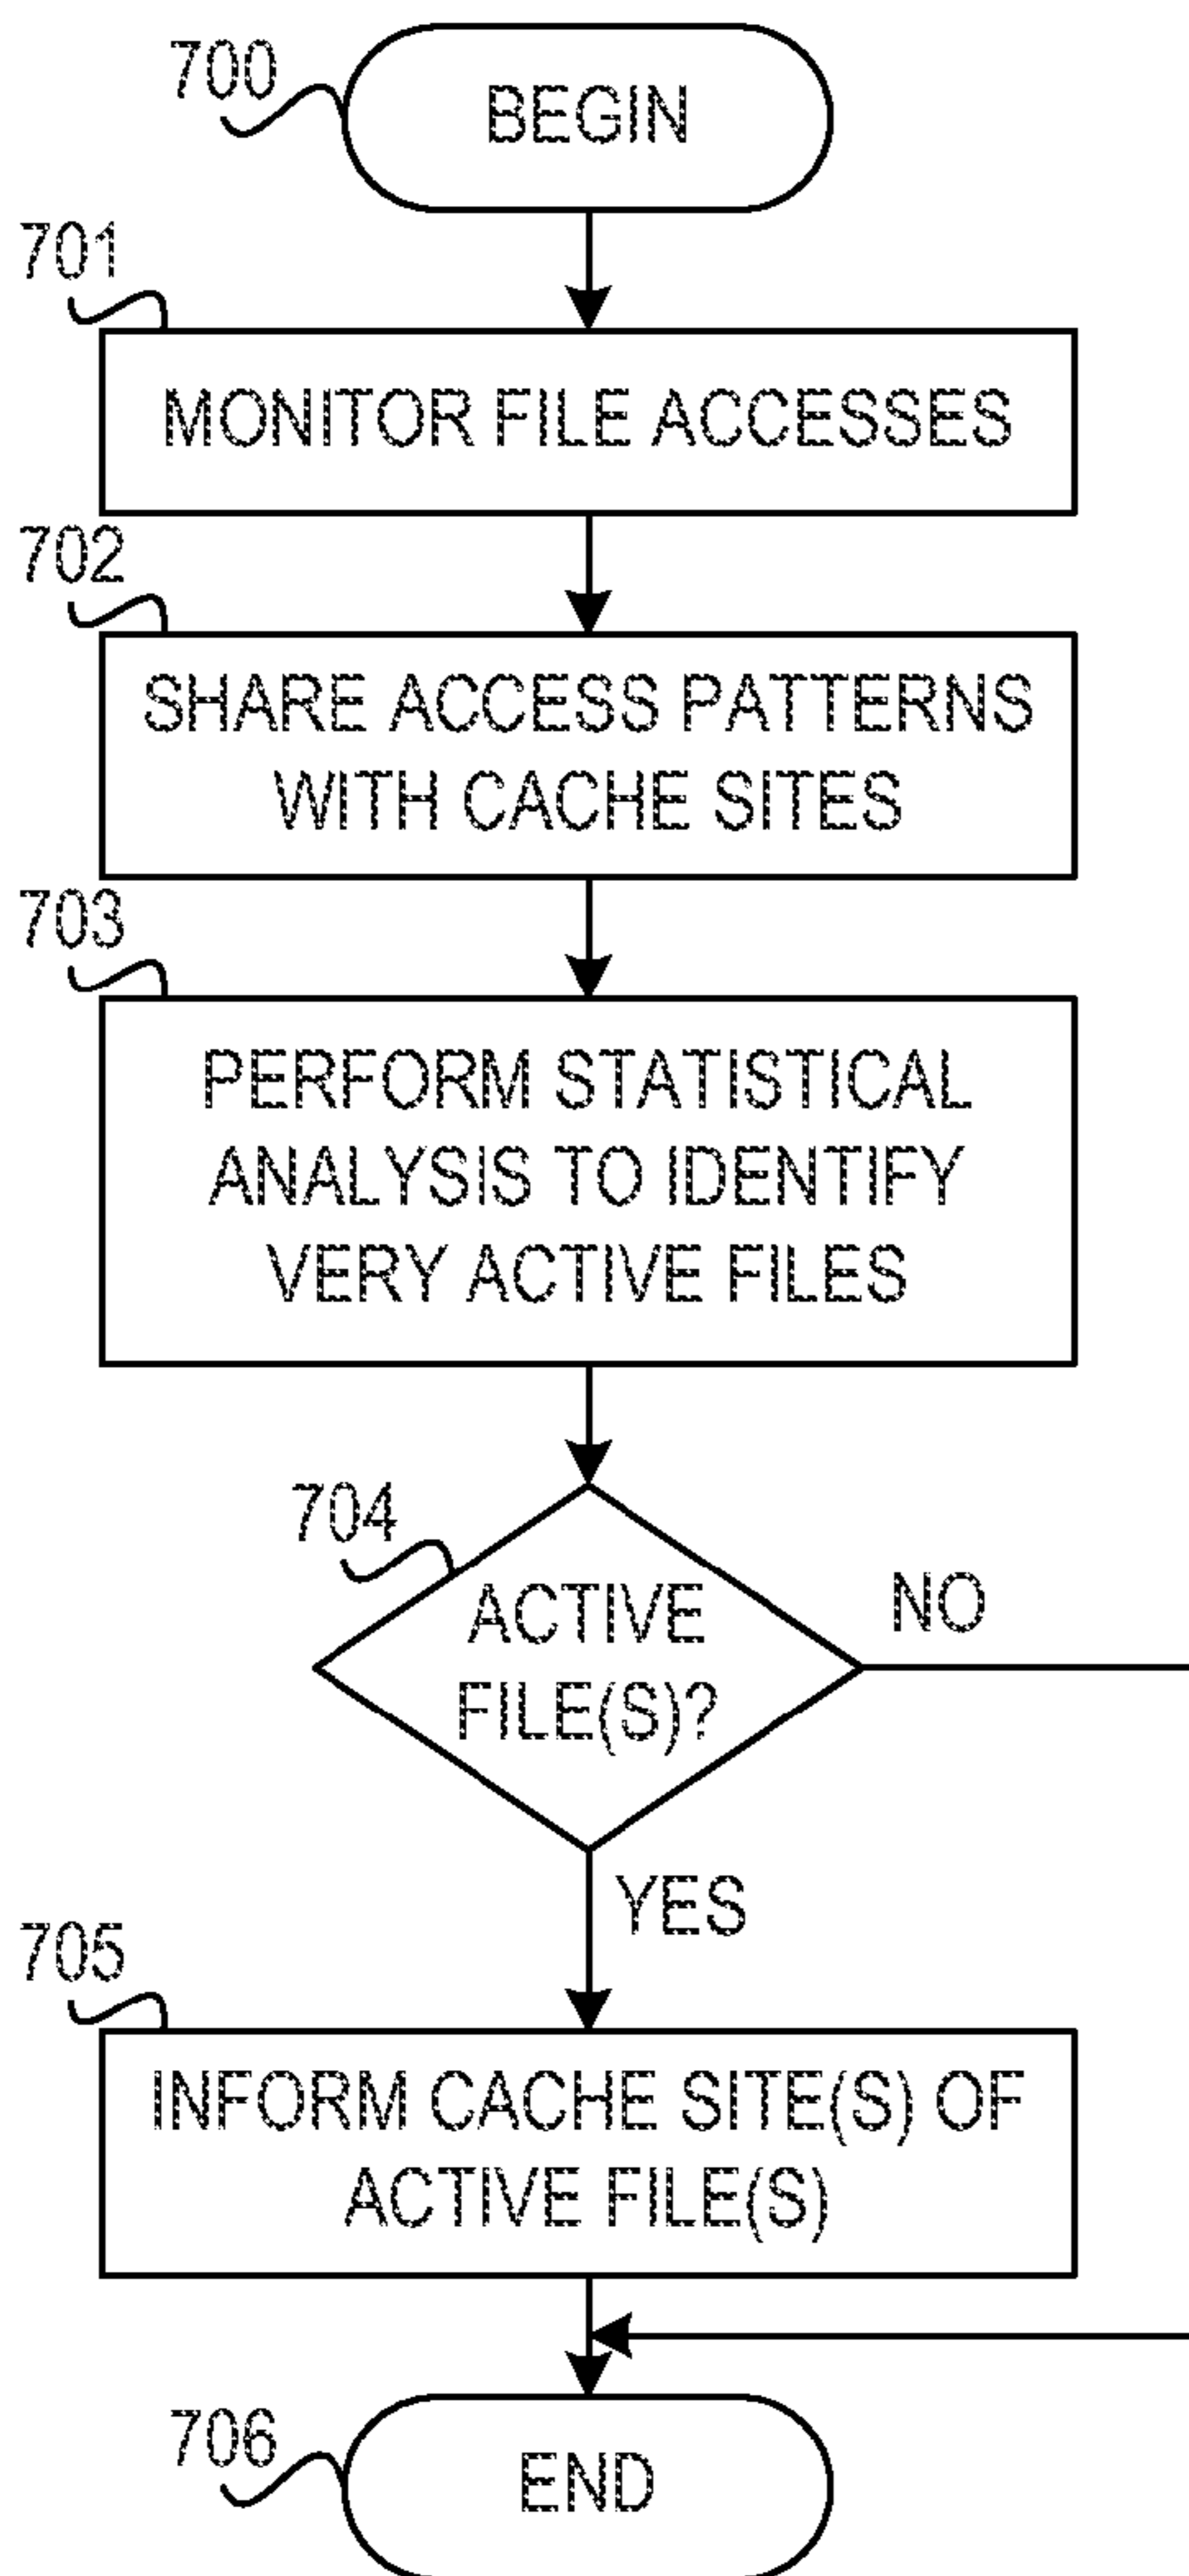 700
BEGIN
701
MONITOR FILE ACCESSES
702
SHARE ACCESS PATTERNS
WITH CACHE SITES
703
PERFORM STATISTICAL
ANALYSIS TO IDENTIFY
VERY ACTIVE FILES
704
ACTIVE
FILE(S)?
NO
YES
705
INFORM CACHE SITE(S) OF
ACTIVE FILE(S)
706
END